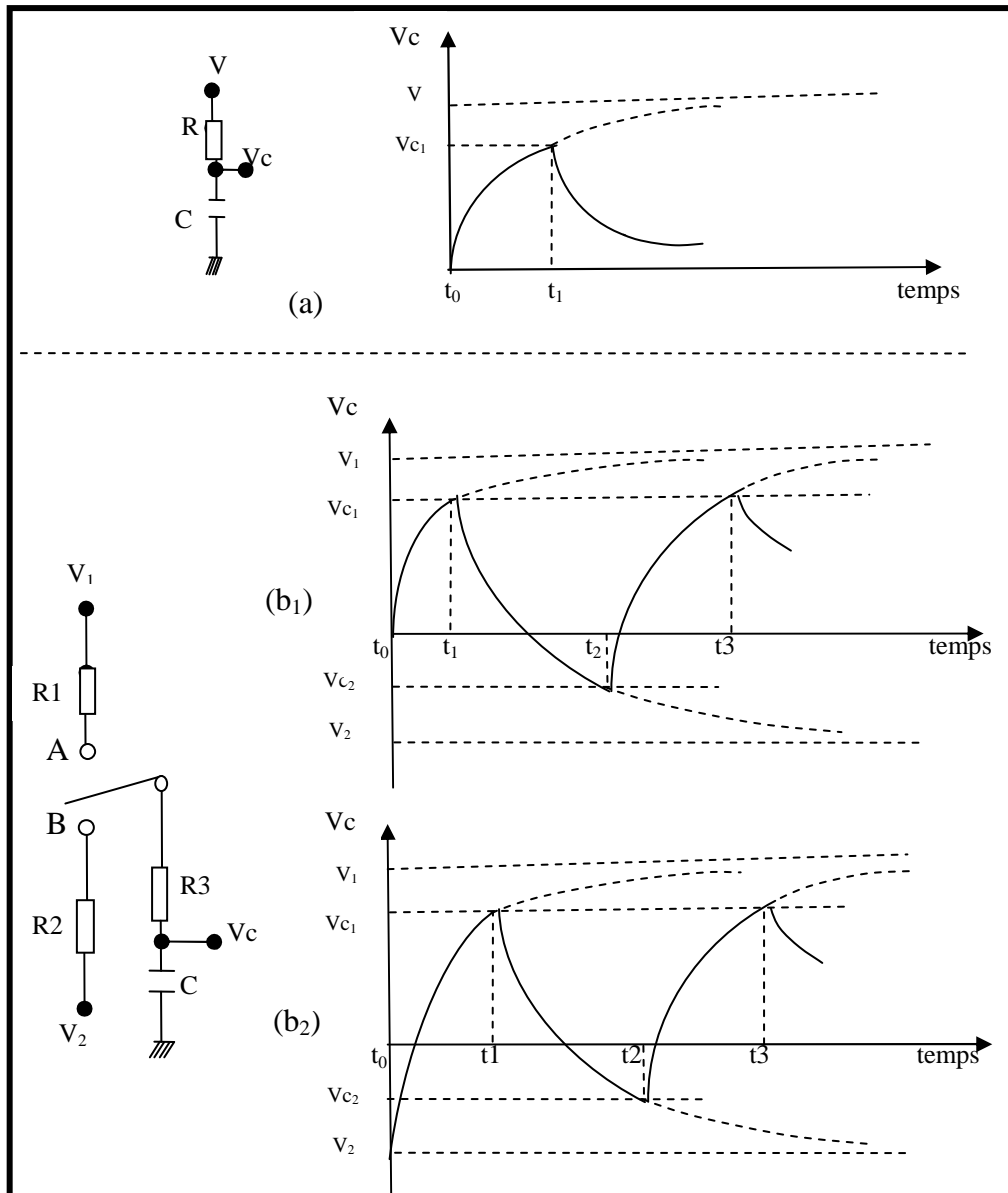 Vc
V
V
R
Vc₁
Vc
C
t₀
t₁
temps
(a)
Vc
V₁
Vc₁
V₁
(b₁)
t₀
t₁
t₂
t3
temps
Vc₂
R1
V₂
A
B
Vc
V₁
R3
Vc₁
R2
Vc
C
V₂
(b₂)
t₀
t1
t2
t3
temps
Vc₂
V₂